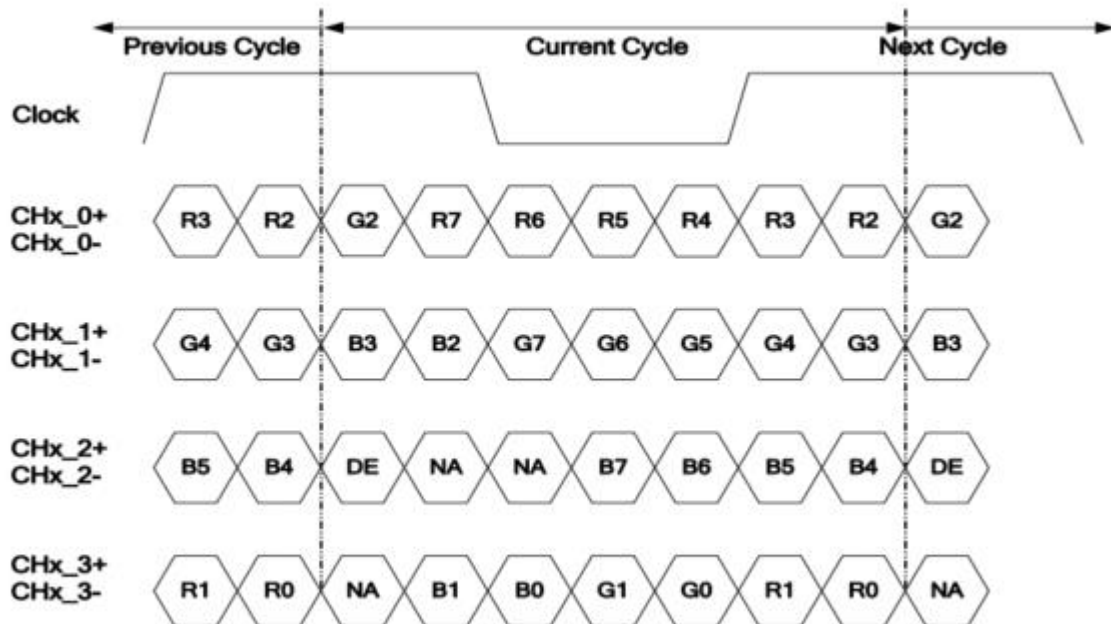 Previous Cycle Current Cycle Next Cycle
Clock
CHx_0+
CHx_0-
R3 R2 G2 R7 R6 R5 R4 R3 R2 G2
CHx_1+
CHx_1-
G4 G3 B3 B2 G7 G6 G5 G4 G3 B3
CHx_2+
CHx_2-
B5 B4 DE NA NA B7 B6 B5 B4 DE
CHx_3+
CHx_3-
R1 R0 NA B1 B0 G1 G0 R1 R0 NA